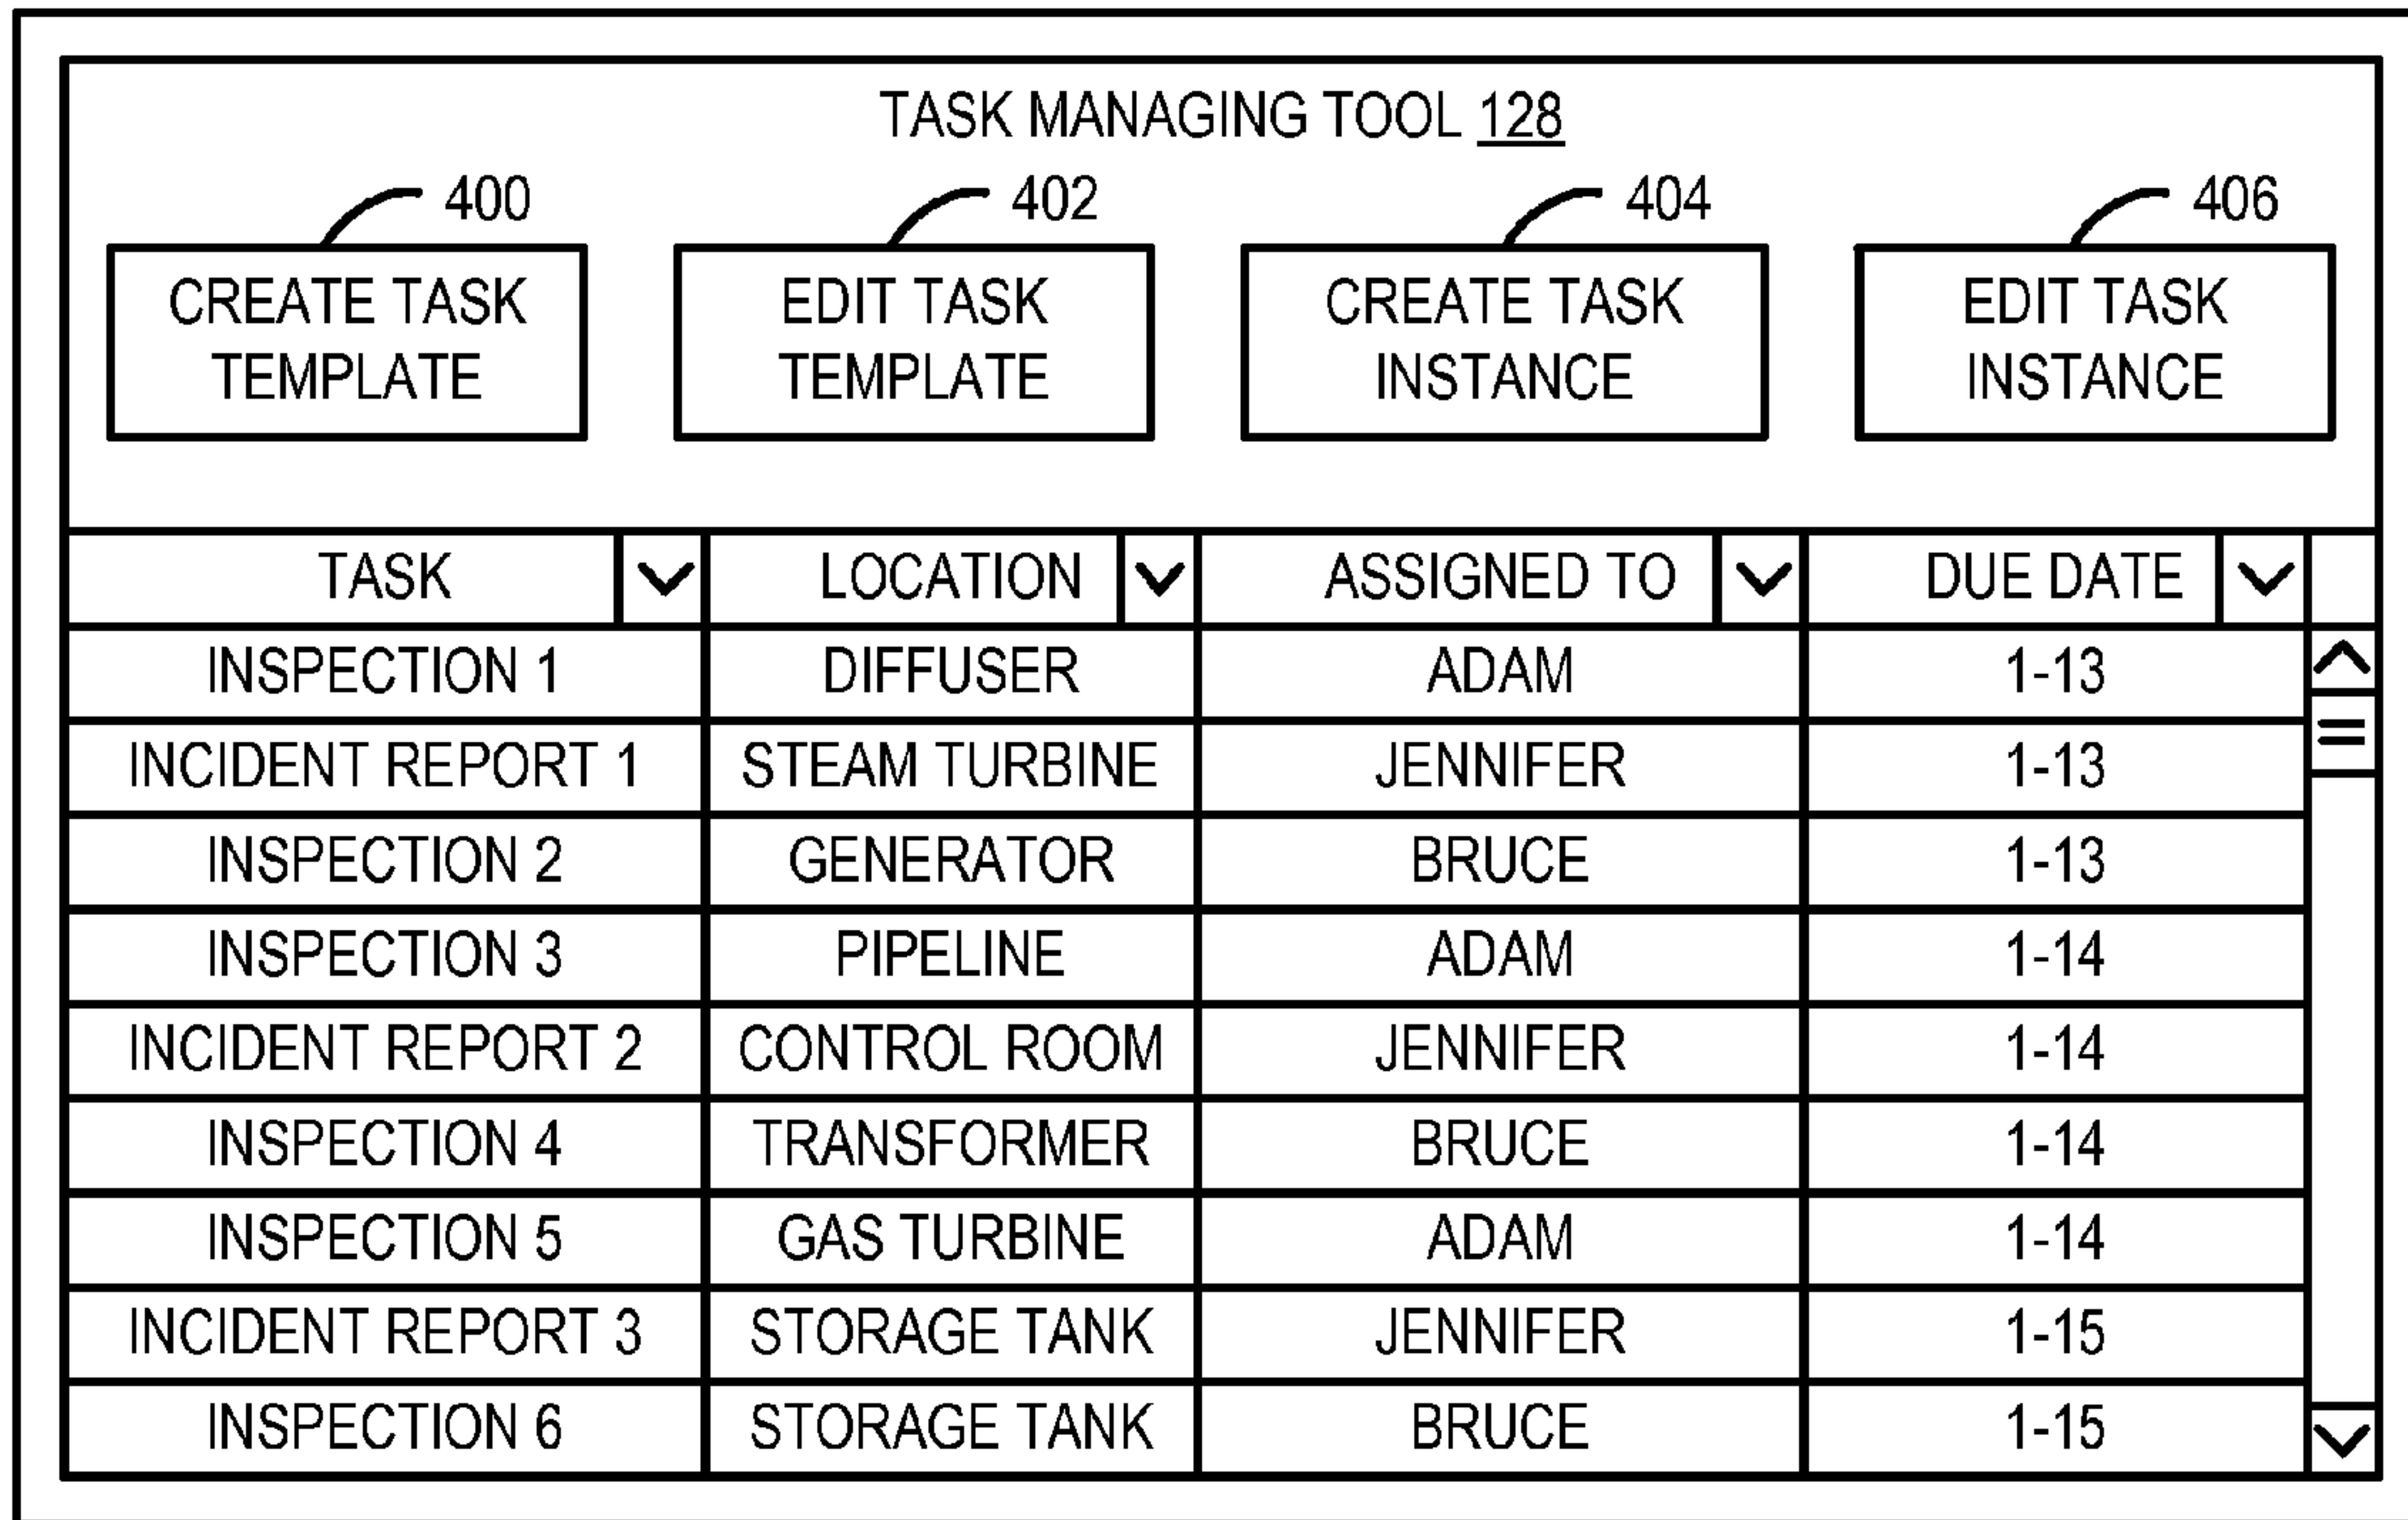 TASK MANAGING TOOL 128
400 402 404 406
CREATE TASK TEMPLATE
EDIT TASK TEMPLATE
CREATE TASK INSTANCE
EDIT TASK INSTANCE
TASK LOCATION ASSIGNED TO DUE DATE
INSPECTION 1 DIFFUSER ADAM 1-13
INCIDENT REPORT 1 STEAM TURBINE JENNIFER 1-13
INSPECTION 2 GENERATOR BRUCE 1-13
INSPECTION 3 PIPELINE ADAM 1-14
INCIDENT REPORT 2 CONTROL ROOM JENNIFER 1-14
INSPECTION 4 TRANSFORMER BRUCE 1-14
INSPECTION 5 GAS TURBINE ADAM 1-14
INCIDENT REPORT 3 STORAGE TANK JENNIFER 1-15
INSPECTION 6 STORAGE TANK BRUCE 1-15